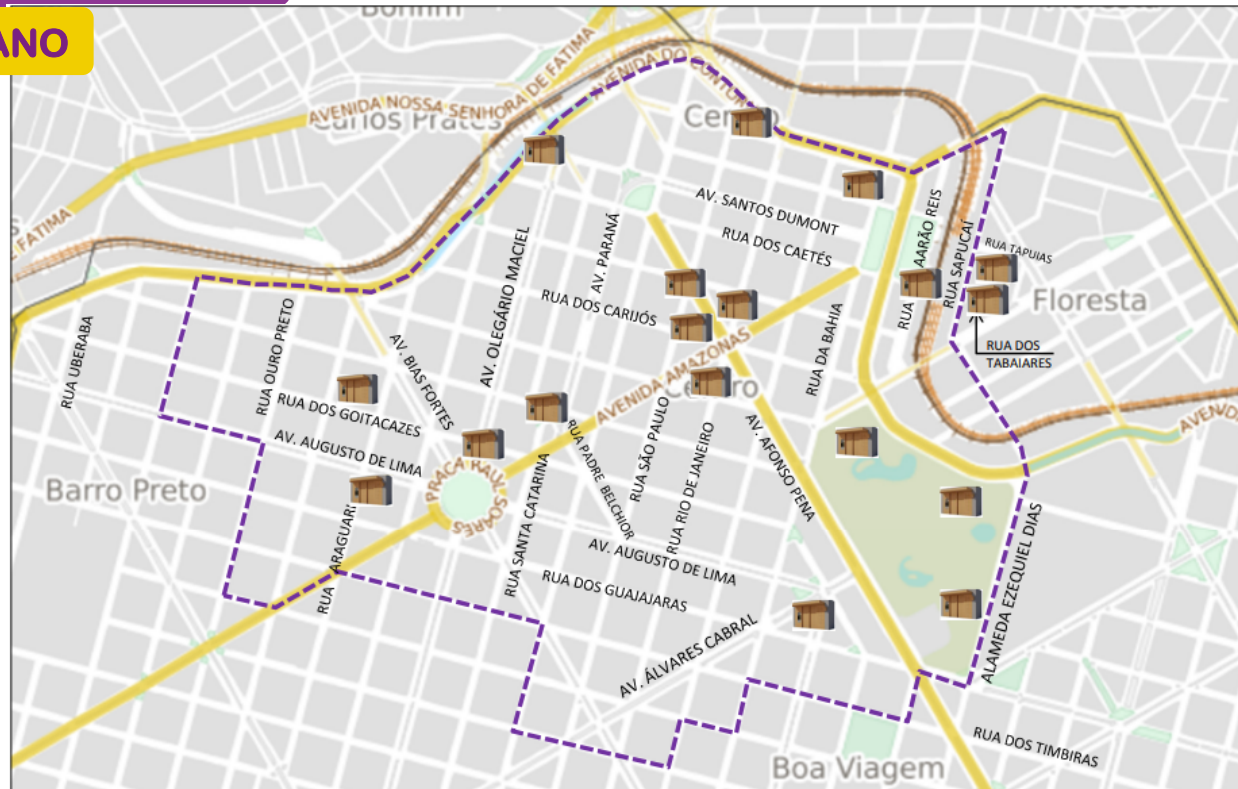 ANO
Bonfim
AVENIDA NOSSA SENHORA DE FATIMA
Carlos Prates
AVENIDA DO CONTOR
Centro
FATIMA
AV. SANTOS DUMONT
RUA DOS CAETÉS
AARÃO REIS
RUA
RUA SAPUCAÍ
RUA TAPUIAS
Floresta
RUA DOS
TABAIARES
AV. PARANÁ
AV. OLEGÁRIO MACIEL
RUA DOS CARIJÓS
RUA DA BAHIA
RUA UBERABA
RUA OURO PRETO
AV. BIAS FORTES
AVENIDA AMAZONAS
Centro
RUA DOS GOITACAZES
AV. AUGUSTO DE LIMA
PRAÇA RAUL SOARES
RUA PADRE BELCHIOR
RUA SÃO PAULO
RUA RIO DE JANEIRO
AV. AFONSO PENA
Barro Preto
RUA ARAGUARI
RUA SANTA CATARINA
AV. AUGUSTO DE LIMA
RUA DOS GUAJAJARAS
AV. ÁLVARES CABRAL
ALAMEDA EZEQUIEL DIAS
RUA DOS TIMBIRAS
Boa Viagem